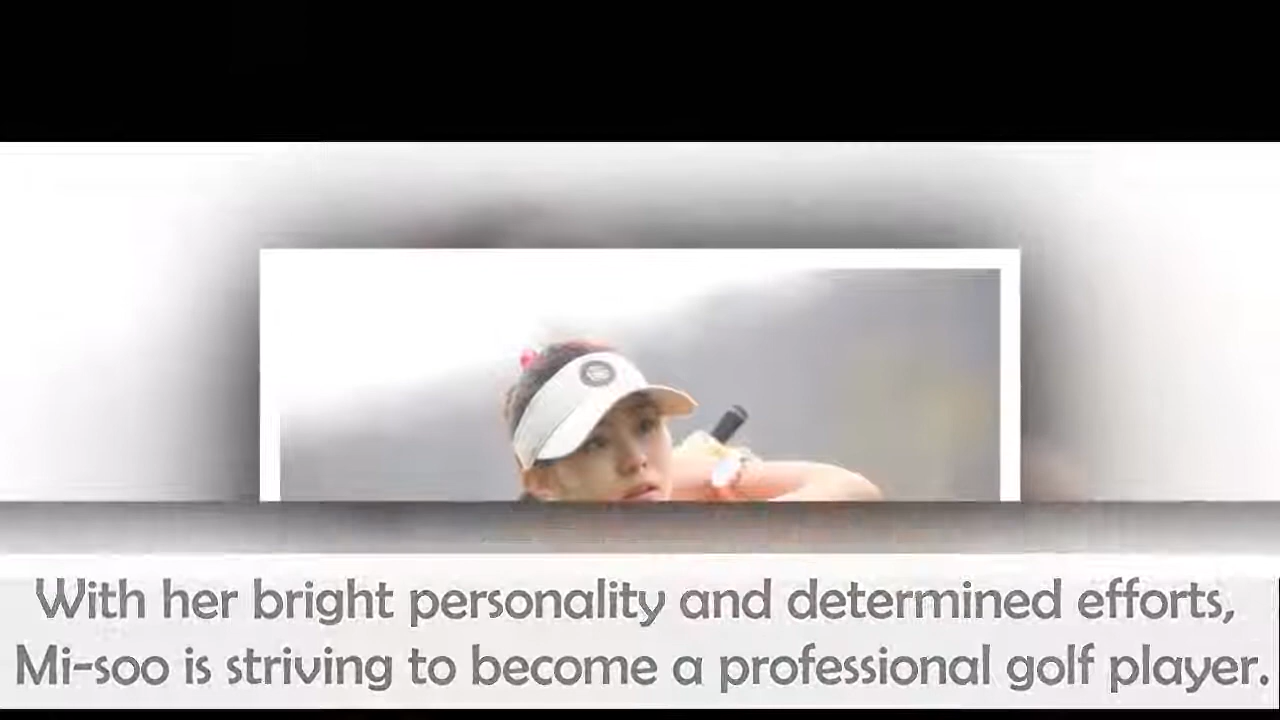 With her bright personality and determined efforts,
Mi-soo is striving to become a professional golf player.